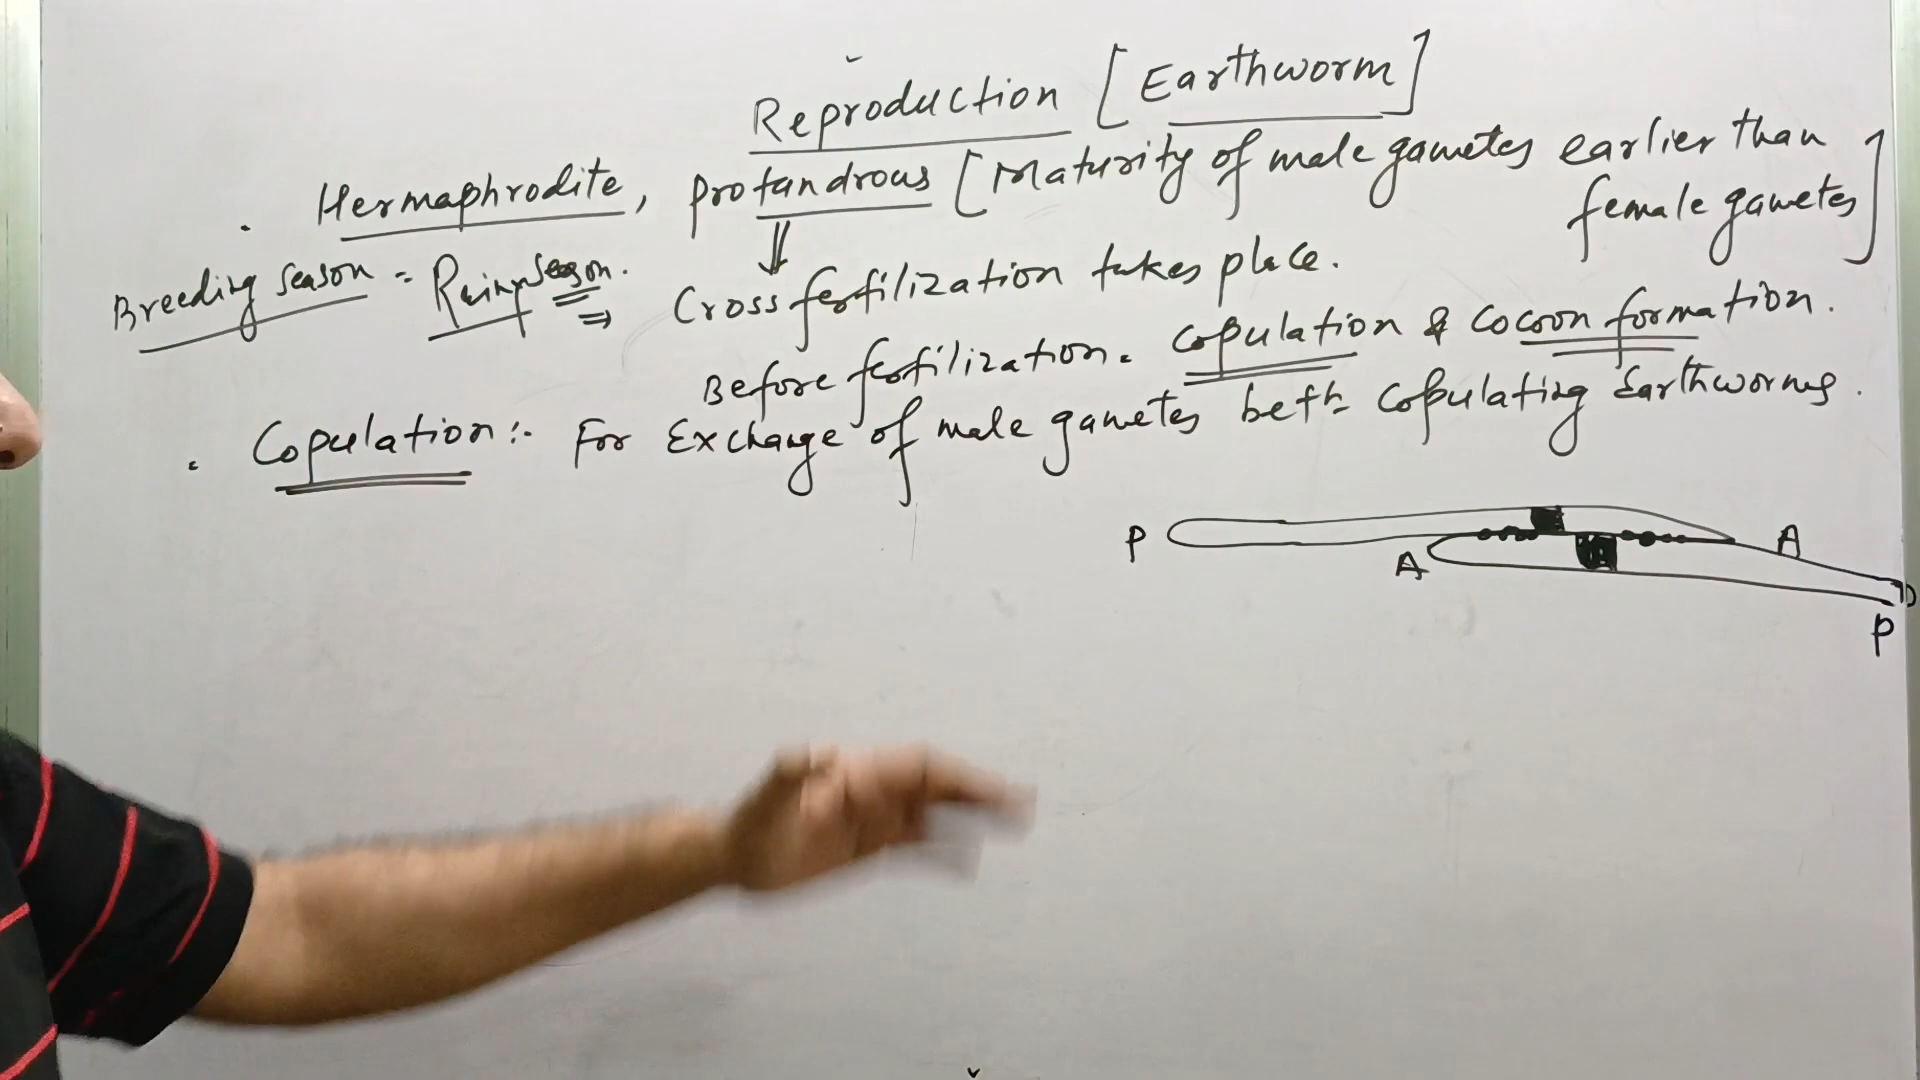 Reproduction [Earthworm]
. Hermaphrodite, protandrous [Maturity of male gametes earlier than
female gametes]
Breeding season = Rainy season.
⇒ Cross fertilization takes place.
Before fertilization. Copulation & Cocoon formation.
. Copulation :- For Exchange of male gametes betn copulating Earthworms.
P A
A P